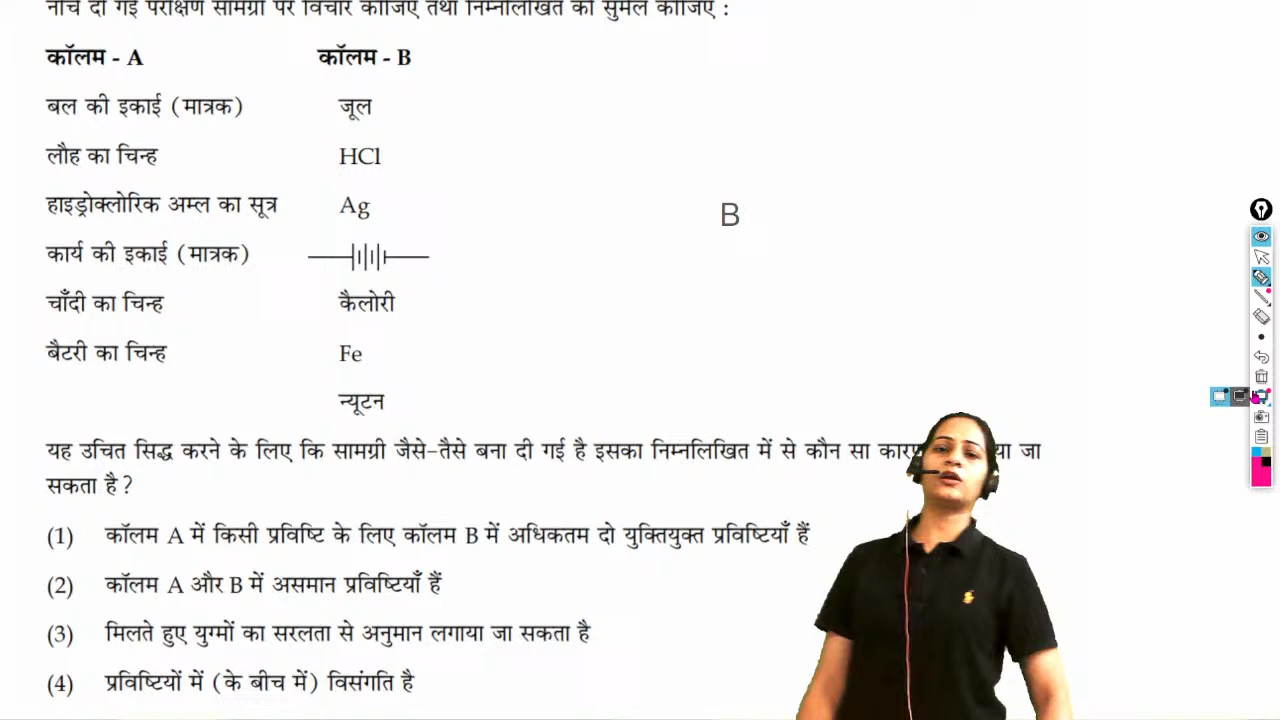 नीचे दी गई परीक्षण सामग्री पर विचार कीजिए तथा निम्नलिखित को सुमेल कीजिए :
कॉलम - A कॉलम - B
बल की इकाई (मात्रक) जूल
लौह का चिन्ह HCl
हाइड्रोक्लोरिक अम्ल का सूत्र Ag
B
कार्य की इकाई (मात्रक)
चाँदी का चिन्ह कैलोरी
बैटरी का चिन्ह Fe
न्यूटन
यह उचित सिद्ध करने के लिए कि सामग्री जैसे-तैसे बना दी गई है इसका निम्नलिखित में से कौन सा जा
सकता है?
(1) कॉलम A में किसी प्रविष्टि के लिए कॉलम B में अधिकतम दो युक्तियुक्त प्रविष्टियाँ हैं
(2) कॉलम A और B में असमान प्रविष्टियाँ हैं
(3) मिलते हुए युग्मों का सरलता से अनुमान लगाया जा सकता है
(4) प्रविष्टियों में (के बीच में) विसंगति है